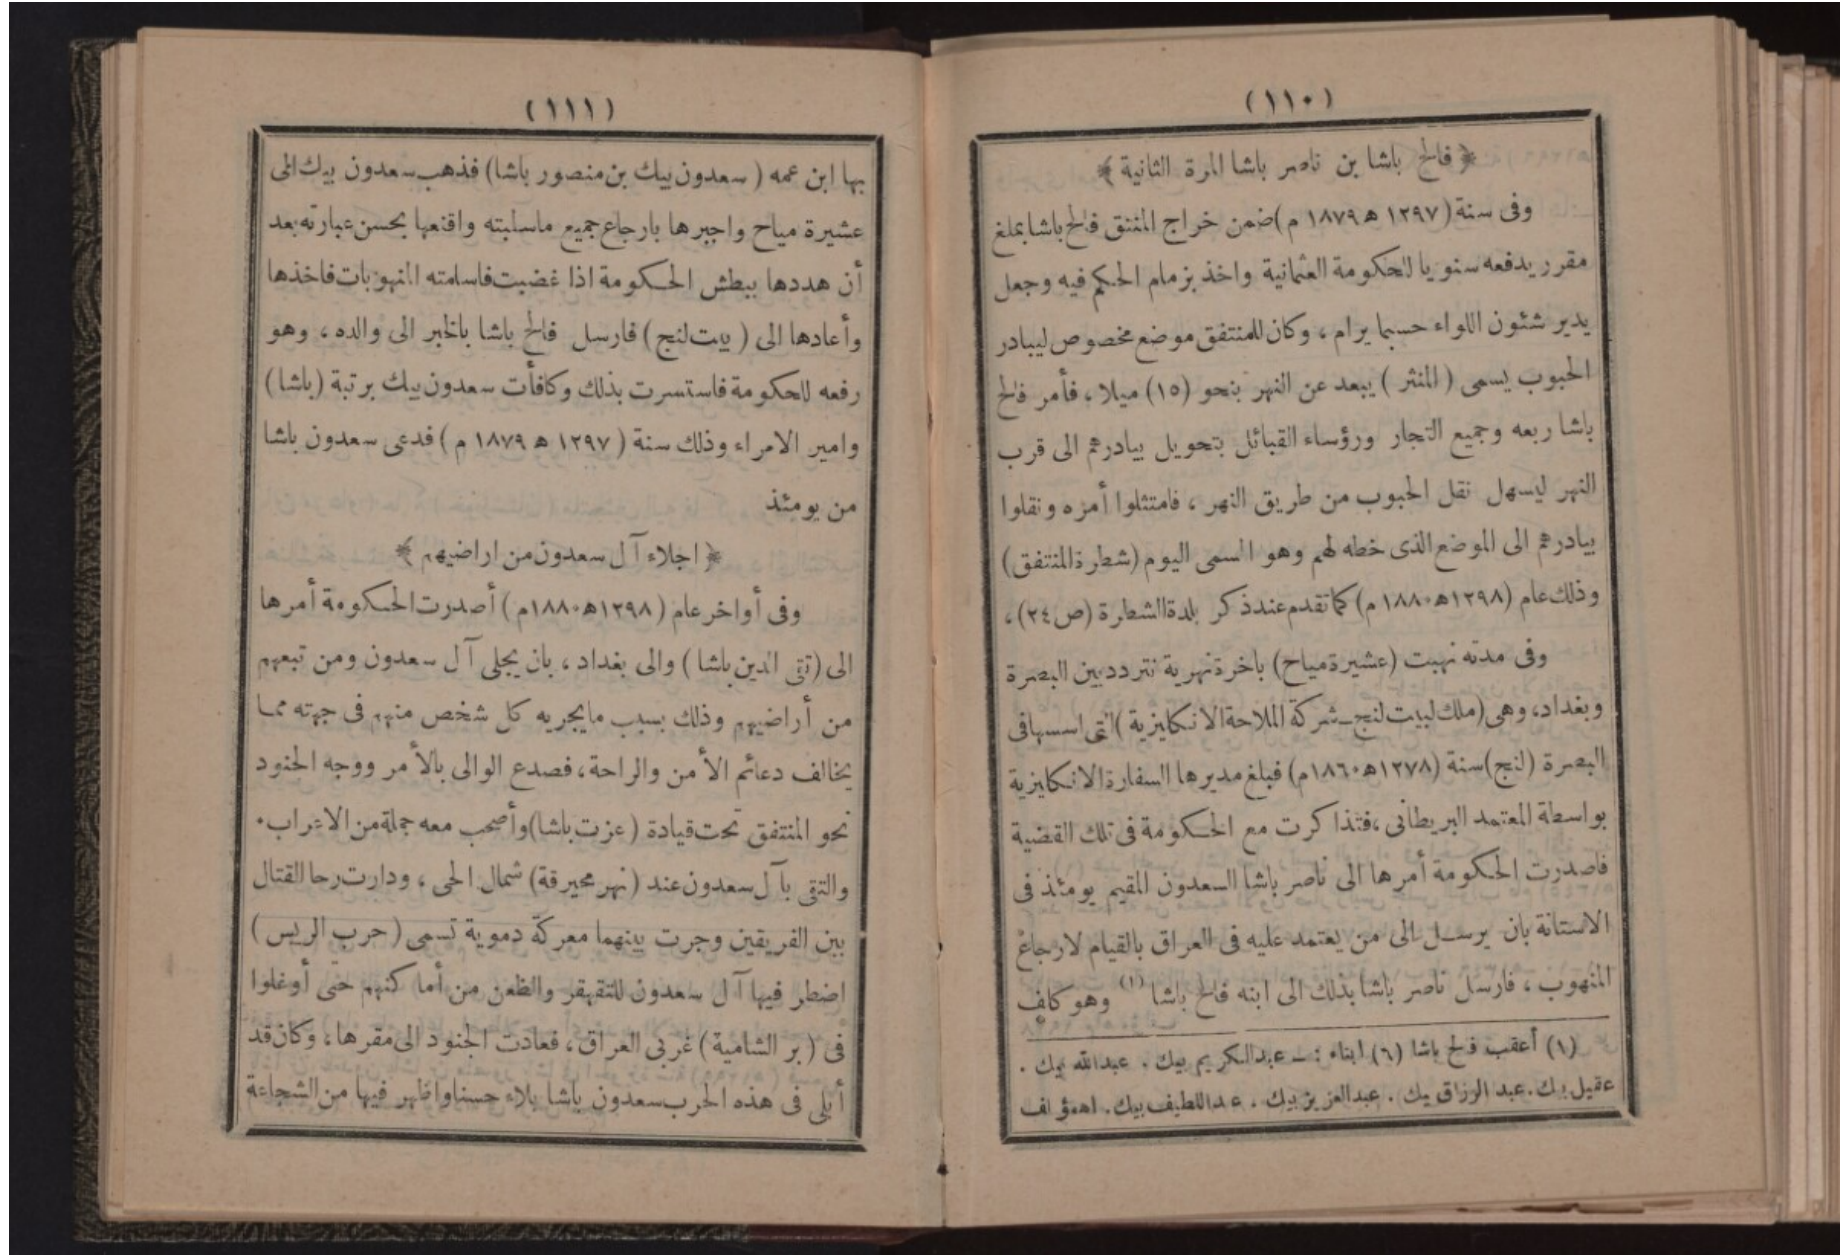 (١١٠)
﴿ فالح باشا بن ناصر باشا المرة الثانية ﴾
وفى سنة (١٢٩٧ ه ١٨٧٩ م) ضمن خراج المنتفق فالح باشا بمبلغ
مقرر يدفعه سنويا للحكومة العثمانية واخذ بزمام الحكم فيه وجعل
يدير شئون اللواء حسبما يرام ، وكان للمنتفق موضع مخصوص لبيادر
الحبوب يسمى ( المنثر ) يبعد عن النهر بنحو (١٥) ميلا ، فأمر فالح
باشا ربعه وجميع التجار ورؤساء القبائل بتحويل بيادرهم الى قرب
النهر ليسهل نقل الحبوب من طريق النهر ، فامتثلوا أمره ونقلوا
بيادرهم الى الموضع الذى خطه لهم وهو المسمى اليوم (شطرة المنتفق)
وذلك عام (١٢٩٨ه ١٨٨٠ م) كما تقدم عند ذكر بلدة الشطرة (ص ٢٤) ،
وفى مدته نهبت (عشيرة مياح) باخرة نهرية تتردد بين البصرة
وبغداد، وهى (ملك لبيت لنج ـ شركة الملاحة الانكليزية ) التى اسسها فى
البصرة (لنج) سنة (١٢٧٨ه ١٨٦٠م) فبلغ مديرها السفارة الانكليزية
بواسطة المعتمد البريطانى ، فتذاكرت مع الحكومة فى تلك القضية
فاصدرت الحكومة أمرها الى ناصر باشا السعدون المقيم يومئذ فى
الاستانة بان يرسل الى من يعتمد عليه فى العراق بالقيام لارجاع
المنهوب ، فارسل ناصر باشا بذلك الى ابنه فالح باشا (١) وهو كلف
(١) أعقب فالح باشا (٦) ابناء : ـ عبدالكريم بيك . عبدالله بيك .
عقيل بيك . عبد الرزاق بيك . عبدالعزيز بيك . عبداللطيف بيك . اهمؤلف
(١١١)
بها ابن عمه ( سعدون بيك بن منصور باشا) فذهب سعدون بيك الى
عشيرة مياح واجبرها بارجاع جميع ماسلبته واقنعها بحسن عبارته بعد
أن هددها ببطش الحكومة اذا غضبت فاسلمته المنهوبات فاخذها
وأعادها الى ( بيت لنج ) فارسل فالح باشا بالخبر الى والده ، وهو
رفعه للحكومة فاستسرت بذلك وكافأت سعدون بيك برتبة (باشا)
وامير الامراء وذلك سنة ( ١٢٩٧ ه ١٨٧٩ م ) فدعى سعدون باشا
من يومئذ
﴿ اجلاء آل سعدون من اراضيهم ﴾
وفى أواخر عام ( ١٢٩٨ه ١٨٨٠م ) أصدرت الحكومة أمرها
الى (تقى الدين باشا ) والى بغداد ، بان يجلى آل سعدون ومن تبعهم
من أراضيهم وذلك بسبب مايجريه كل شخص منهم فى جهته مما
يخالف دعائم الأمن والراحة، فصدع الوالى بالأمر ووجه الجنود
نحو المنتفق تحت قيادة ( عزت باشا) وأصحب معه جملة من الاعراب.
والتقى بآل سعدون عند (نهر محيرقة) شمال الحى ، ودارت رحا القتال
بين الفريقين وجرت بينهما معركة دموية تسمى ( حرب الريس )
اضطر فيها آل سعدون للتقهقر والظعن من أماكنهم حتى أوغلوا
فى ( بر الشامية ) غربى العراق، فعادت الجنود الى مقرها ، وكان قد
أبلى فى هذه الحرب سعدون باشا بلاء حسنا واظهر فيها من الشجاعة